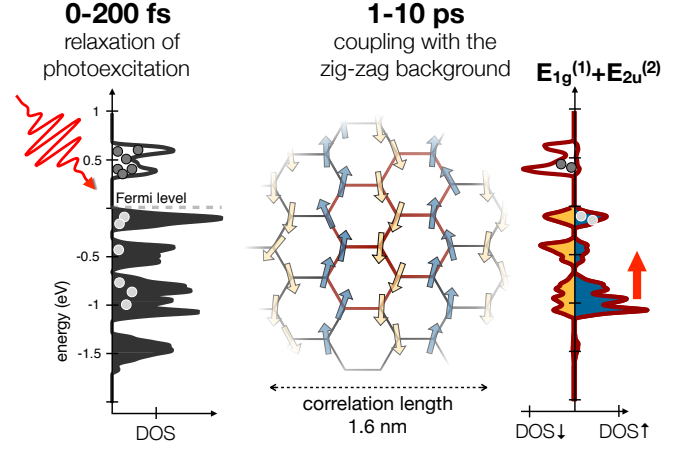 0-200 fs
relaxation of
photoexcitation
1-10 ps
coupling with the
zig-zag background
E1g(1)+E2u(2)
1
0.5
Fermi level
-0.5
-1
-1.5
energy (eV)
DOS
correlation length
1.6 nm
DOS↓
DOS↑